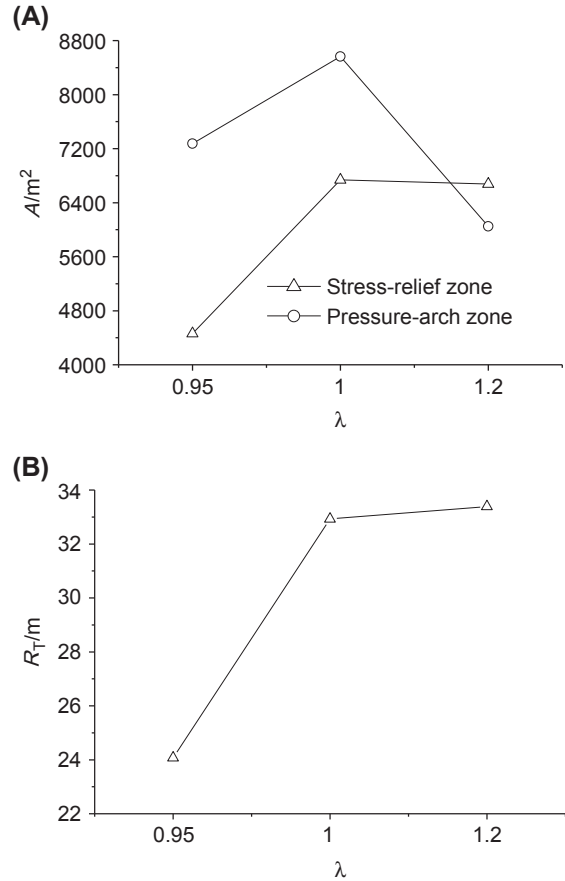 (A)
8800
8000
7200
6400
5600
4800
4000
A/m²
Stress-relief zone
Pressure-arch zone
0.95 1 1.2
λ
(B)
34
32
30
28
26
24
22
R_T/m
0.95 1 1.2
λ